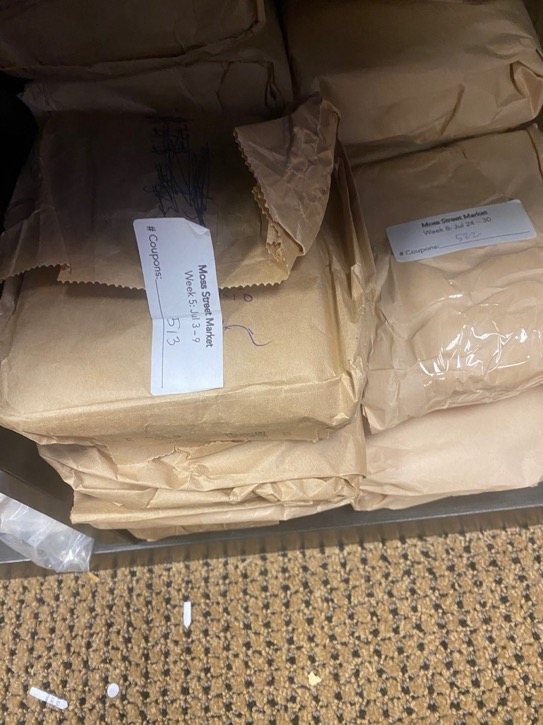 Moss Street Market
Week 5: Jul 3 - 9
# Coupons: 513
Moss Street Market
Week 8: Jul 24 - 30
# Coupons: 522